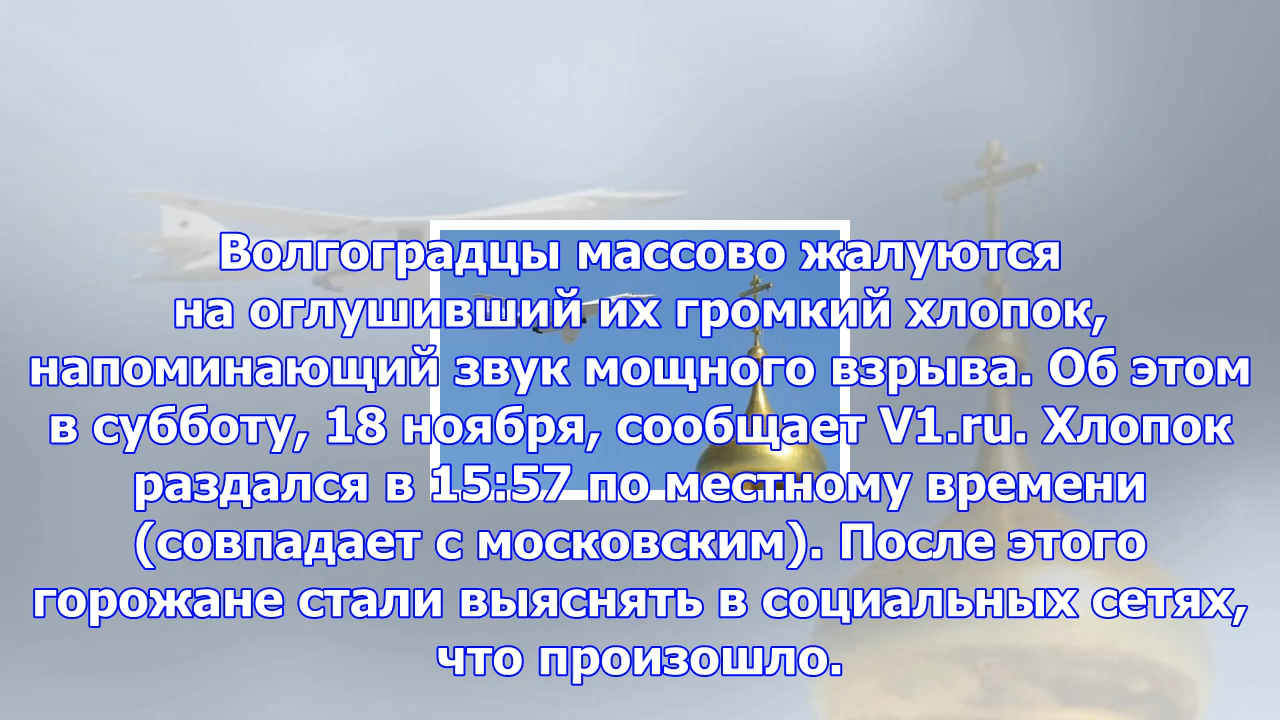 Волгоградцы массово жалуются
на оглушивший их громкий хлопок,
напоминающий звук мощного взрыва. Об этом
в субботу, 18 ноября, сообщает V1.ru. Хлопок
раздался в 15:57 по местному времени
(совпадает с московским). После этого
горожане стали выяснять в социальных сетях,
что произошло.